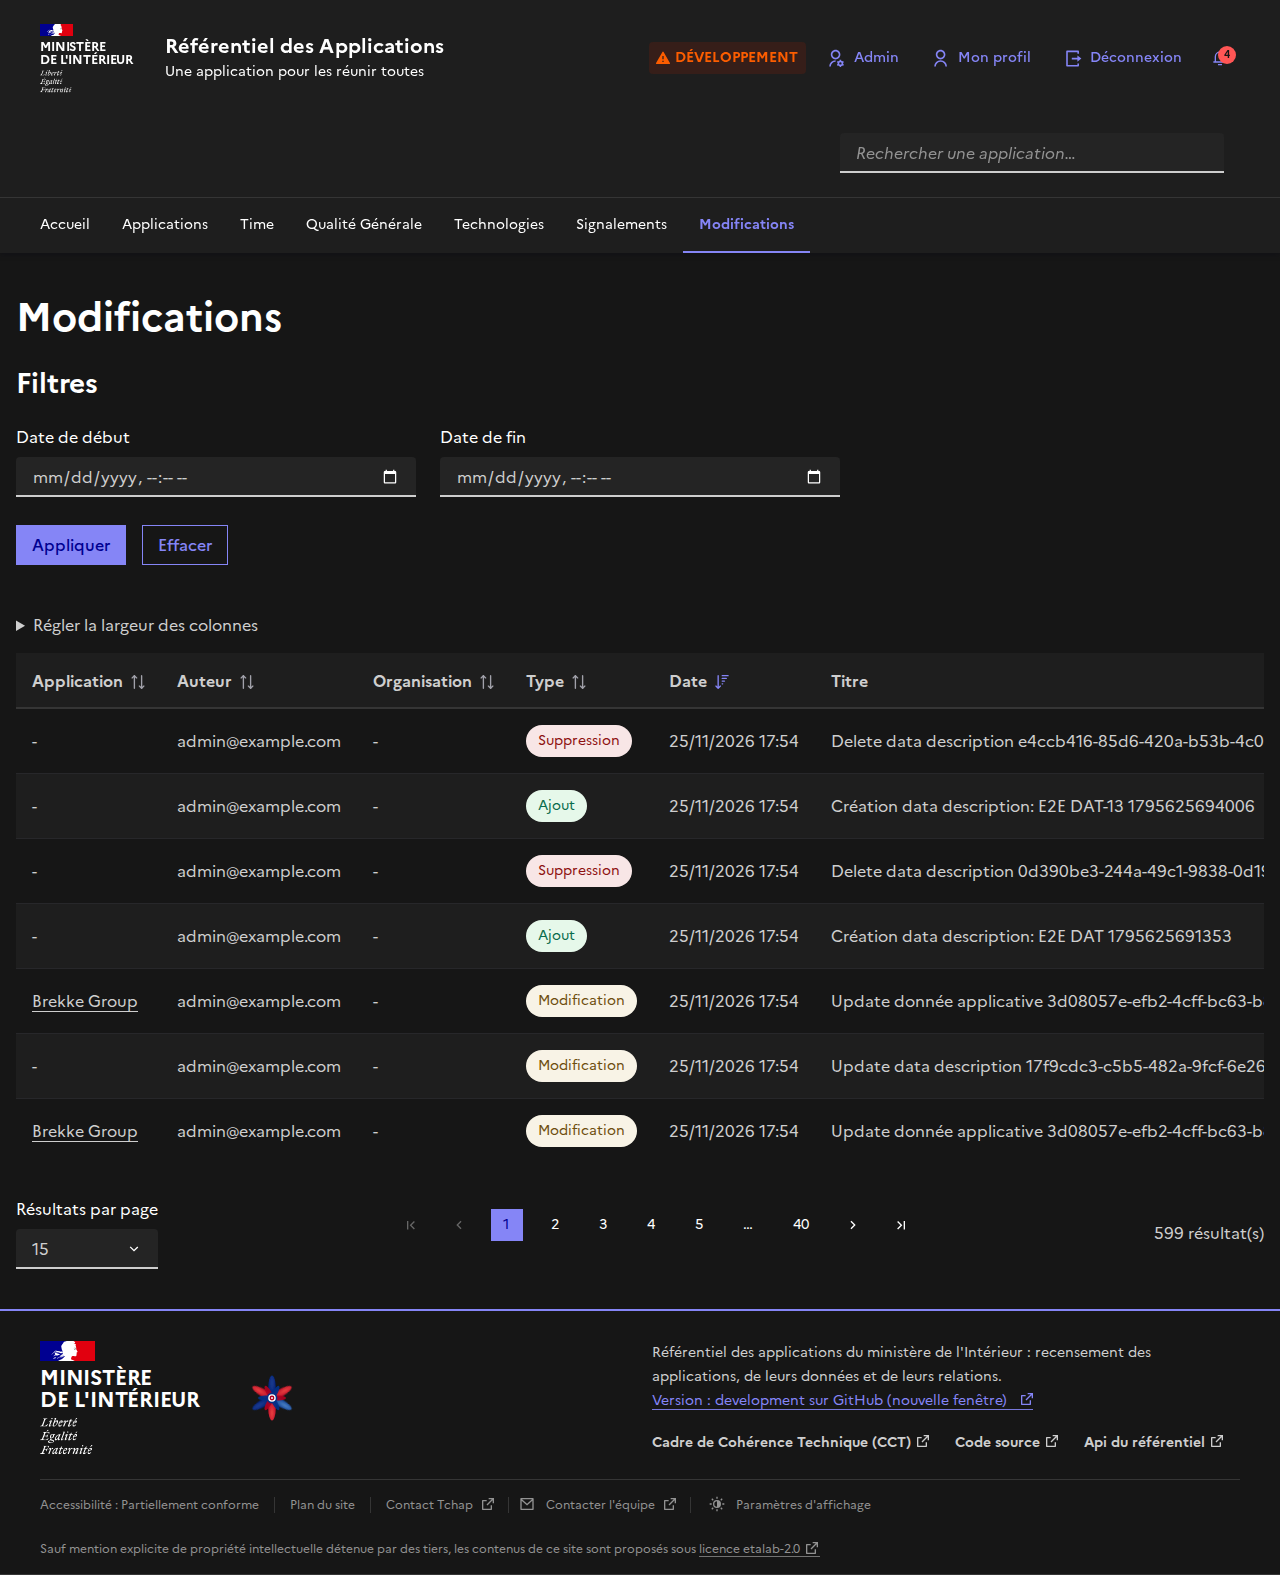 MINISTÈRE
DE L'INTÉRIEUR
Liberté
Égalité
Fraternité
Référentiel des Applications
Une application pour les réunir toutes
DÉVELOPPEMENT
Admin
Mon profil
Déconnexion
4
Rechercher une application...
Accueil
Applications
Time
Qualité Générale
Technologies
Signalements
Modifications
Modifications
Filtres
Date de début
Date de fin
mm/dd/yyyy, --:-- --
mm/dd/yyyy, --:-- --
Appliquer
Effacer
Régler la largeur des colonnes
Application Auteur Organisation Type Date Titre
- admin@example.com - Suppression 25/11/2026 17:54 Delete data description e4ccb416-85d6-420a-b53b-4c0
- admin@example.com - Ajout 25/11/2026 17:54 Création data description: E2E DAT-13 1795625694006
- admin@example.com - Suppression 25/11/2026 17:54 Delete data description 0d390be3-244a-49c1-9838-0d19
- admin@example.com - Ajout 25/11/2026 17:54 Création data description: E2E DAT 1795625691353
Brekke Group admin@example.com - Modification 25/11/2026 17:54 Update donnée applicative 3d08057e-efb2-4cff-bc63-b
- admin@example.com - Modification 25/11/2026 17:54 Update data description 17f9cdc3-c5b5-482a-9fcf-6e26
Brekke Group admin@example.com - Modification 25/11/2026 17:54 Update donnée applicative 3d08057e-efb2-4cff-bc63-b
Résultats par page
15
1 2 3 4 5 ... 40
599 résultat(s)
MINISTÈRE
DE L'INTÉRIEUR
Liberté
Égalité
Fraternité
Référentiel des applications du ministère de l'Intérieur : recensement des
applications, de leurs données et de leurs relations.
Version : development sur GitHub (nouvelle fenêtre)
Cadre de Cohérence Technique (CCT)
Code source
Api du référentiel
Accessibilité : Partiellement conforme
Plan du site
Contact Tchap
Contacter l'équipe
Paramètres d'affichage
Sauf mention explicite de propriété intellectuelle détenue par des tiers, les contenus de ce site sont proposés sous licence etalab-2.0